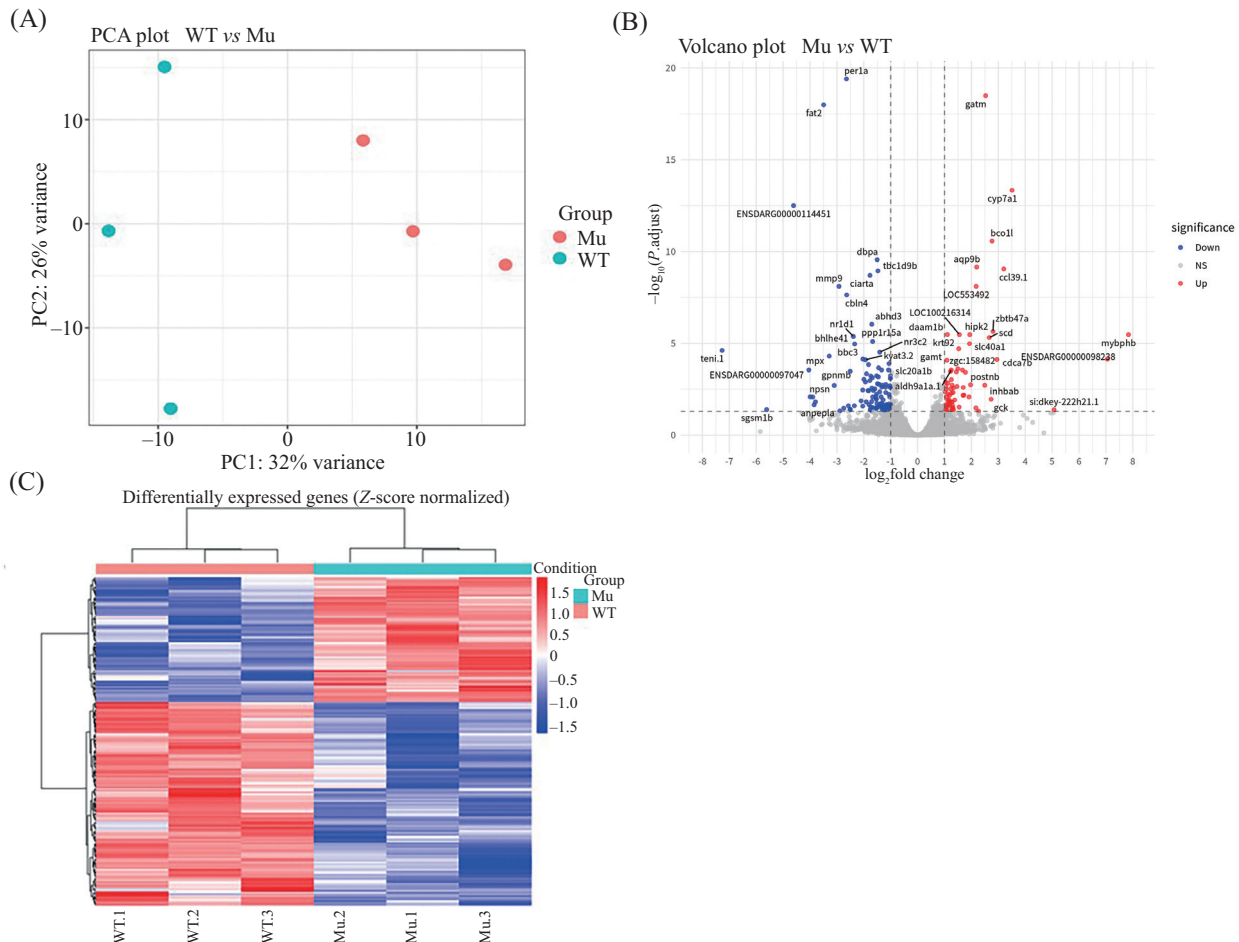 (A)
PCA plot WT vs Mu
10
0
−10
PC2: 26% variance
−10
0
10
PC1: 32% variance
Group
Mu
WT
(B)
Volcano plot Mu vs WT
20
15
10
5
0
−log10(P.adjust)
per1a
gatm
fat2
cyp7a1
ENSDARG00000114451
bco1l
dbpa
tbc1d9b
aqp9b
ccl39.1
mmp9
ciarta
cbln4
LOC553492
LOC100216314
zbtb47a
abhd3
daam1b
hipk2
scd
nr1d1
ppp1r15a
mybphb
bhlhe41
nr3c2
krt92
slc40a1
teni.1
bbc3
kyat3.2
gamt
zgc:158482
ENSDARG00000098238
mpx
cdca7b
ENSDARG00000097047
gpnmb
slc20a1b
postnb
npsn
aldh9a1a.1
inhbab
anpepla
gck
si:dkey-222h21.1
sgsm1b
−8 −7 −6 −5 −4 −3 −2 −1 0 1 2 3 4 5 6 7 8
log2fold change
significance
Down
NS
Up
(C)
Differentially expressed genes (Z-score normalized)
Condition
1.5
1.0
0.5
0
−0.5
−1.0
−1.5
Group
Mu
WT
WT.1
WT.2
WT.3
Mu.2
Mu.1
Mu.3